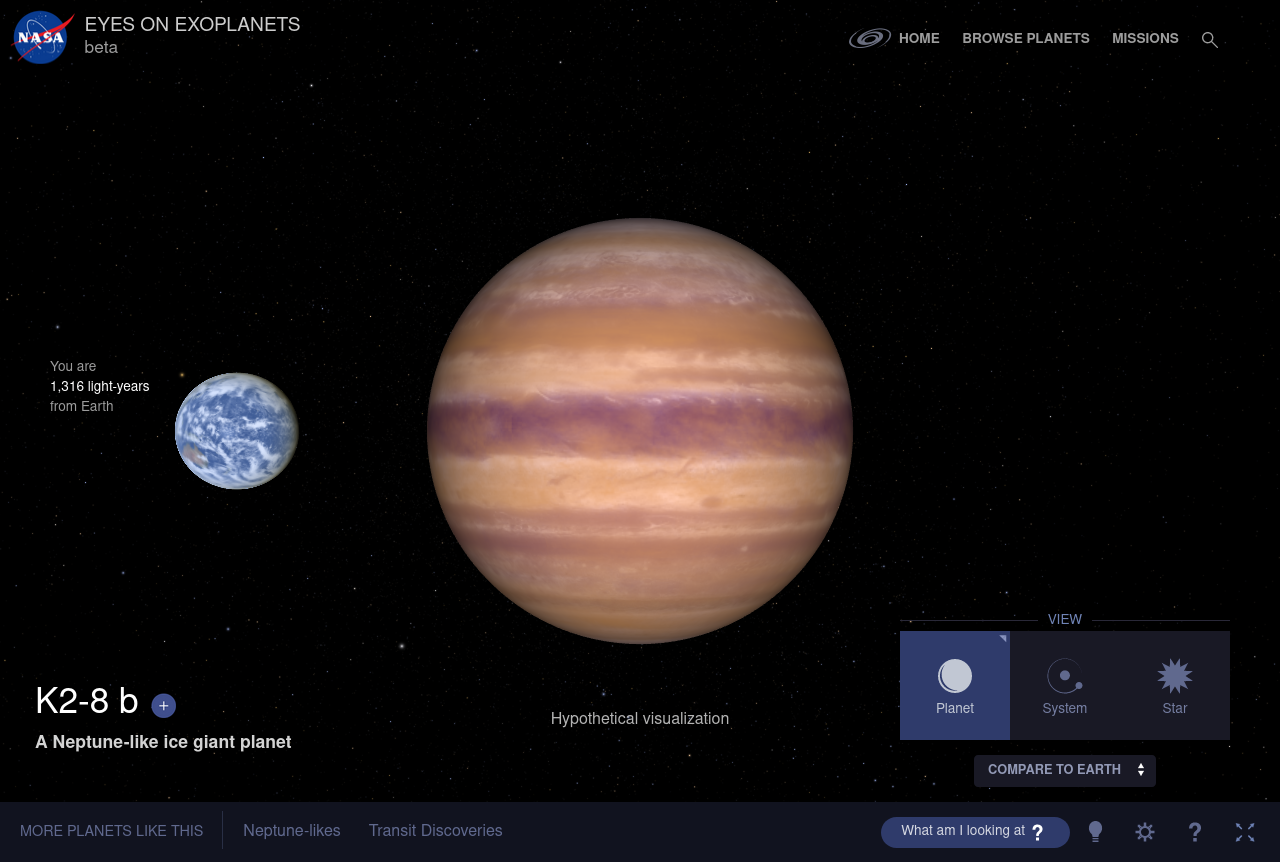 NASA
EYES ON EXOPLANETS
beta
HOME
BROWSE PLANETS
MISSIONS
You are
1,316 light-years
from Earth
K2-8 b +
A Neptune-like ice giant planet
Hypothetical visualization
VIEW
Planet
System
Star
COMPARE TO EARTH
MORE PLANETS LIKE THIS
Neptune-likes
Transit Discoveries
What am I looking at ?
?